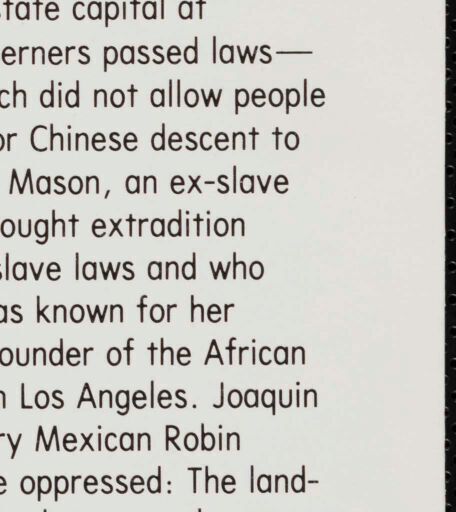 state capital at
erners passed laws—
ch did not allow people
or Chinese descent to
Mason, an ex-slave
ought extradition
slave laws and who
as known for her
ounder of the African
n Los Angeles. Joaquin
ry Mexican Robin
e oppressed: The land-